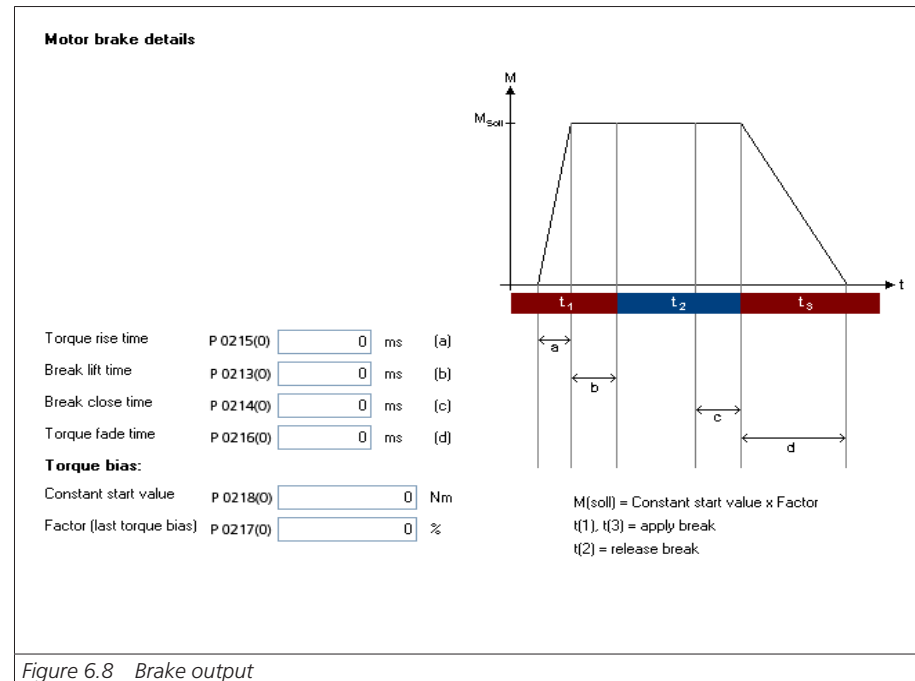 Motor brake details
M
MSoll
t
t1 t2 t3
Torque rise time P 0215(0) 0 ms (a)
Break lift time P 0213(0) 0 ms (b)
Break close time P 0214(0) 0 ms (c)
Torque fade time P 0216(0) 0 ms (d)
a
b
c
d
Torque bias:
Constant start value P 0218(0) 0 Nm
Factor (last torque bias) P 0217(0) 0 %
M(soll) = Constant start value x Factor
t(1), t(3) = apply break
t(2) = release break
Figure 6.8 Brake output